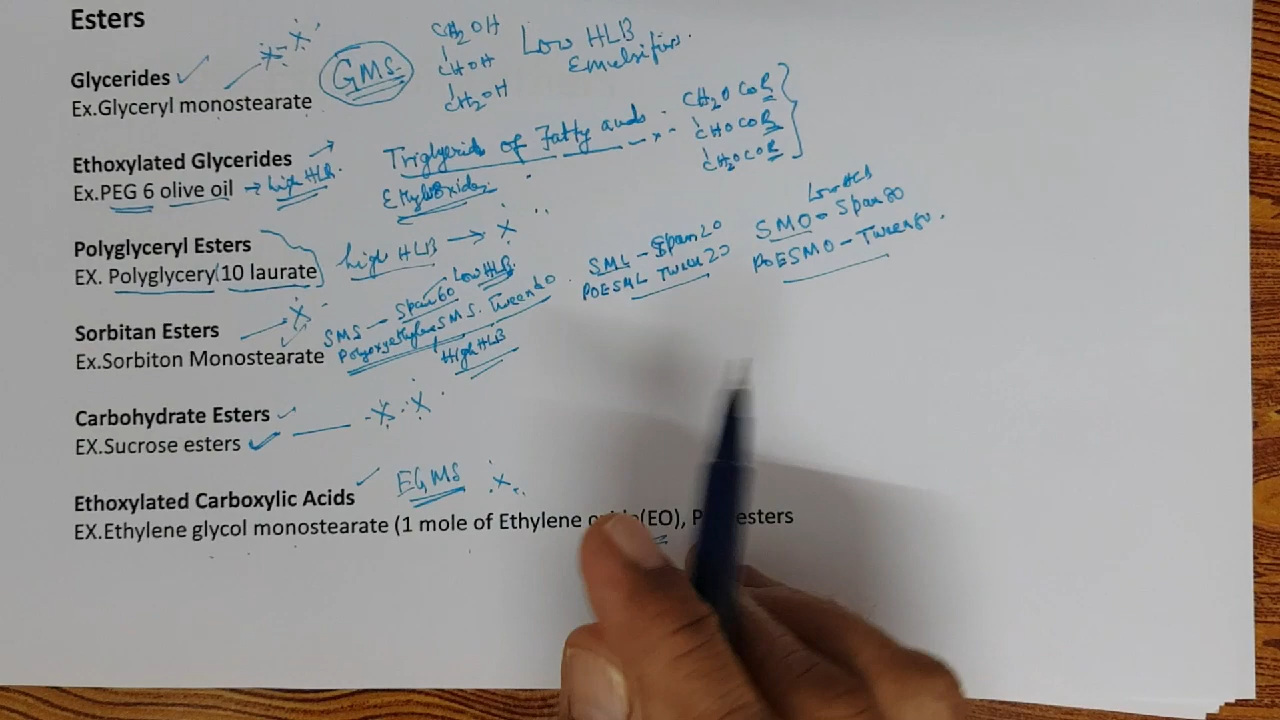 Esters
Glycerides
Ex.Glyceryl monostearate
GMS
CH2OH
CHOH
CH2OH
Low HLB
Emulsifiers.
Ethoxylated Glycerides
Ex.PEG 6 olive oil → high HLB.
Triglyceride of Fatty acids
CH2OCOR
CHOCOR
CH2OCOR
Polyglyceryl Esters
EX. Polyglycery(10 laurate)
high HLB
Sorbitan Esters
Ex.Sorbiton Monostearate
SMS - Span 60 Low HLB.
Polyoxyethylene SMS. Tween 60
High HLB
SML - Span 20
POESML Tween 20
SMO - Span 80
POESMO - Tween 80.
Carbohydrate Esters
EX.Sucrose esters
Ethoxylated Carboxylic Acids
EGMS
EX.Ethylene glycol monostearate (1 mole of Ethylene (EO), esters